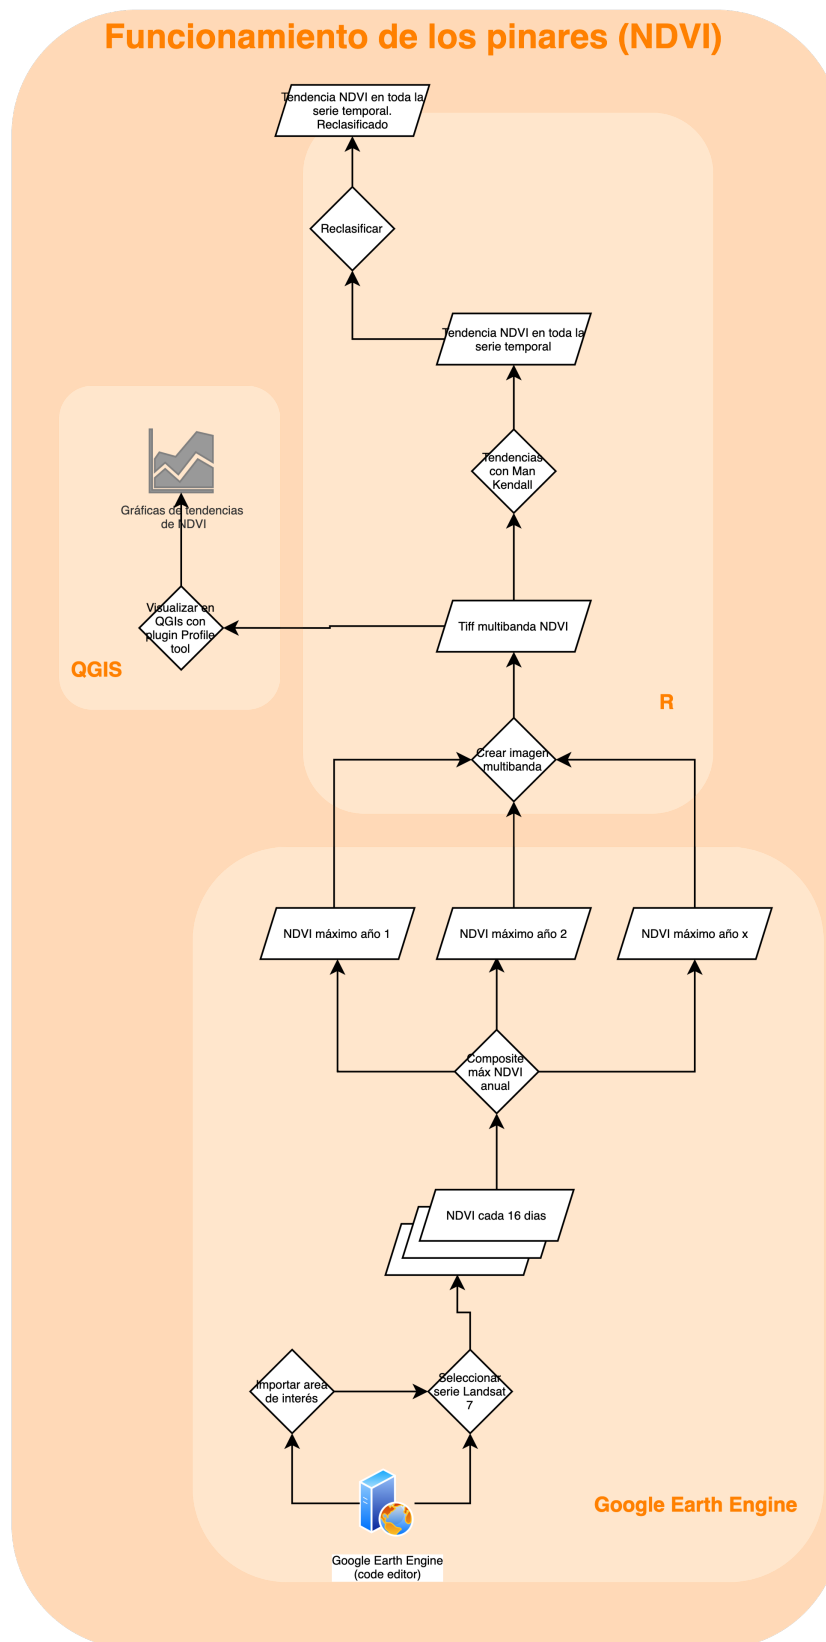 Funcionamiento de los pinares (NDVI)
Tendencia NDVI en toda la
serie temporal.
Reclasificado
Reclasificar
Tendencia NDVI en toda la
serie temporal
Tendencias
con Man
Kendall
Gráficas de tendencias
de NDVI
Visualizar en
QGIs con
plugin Profile
tool
QGIS
Tiff multibanda NDVI
R
Crear imagen
multibanda
NDVI máximo año 1
NDVI máximo año 2
NDVI máximo año x
Composite
máx NDVI
anual
NDVI cada 16 dias
Importar area
de interés
Seleccionar
serie Landsat
7
Google Earth Engine
Google Earth Engine
(code editor)